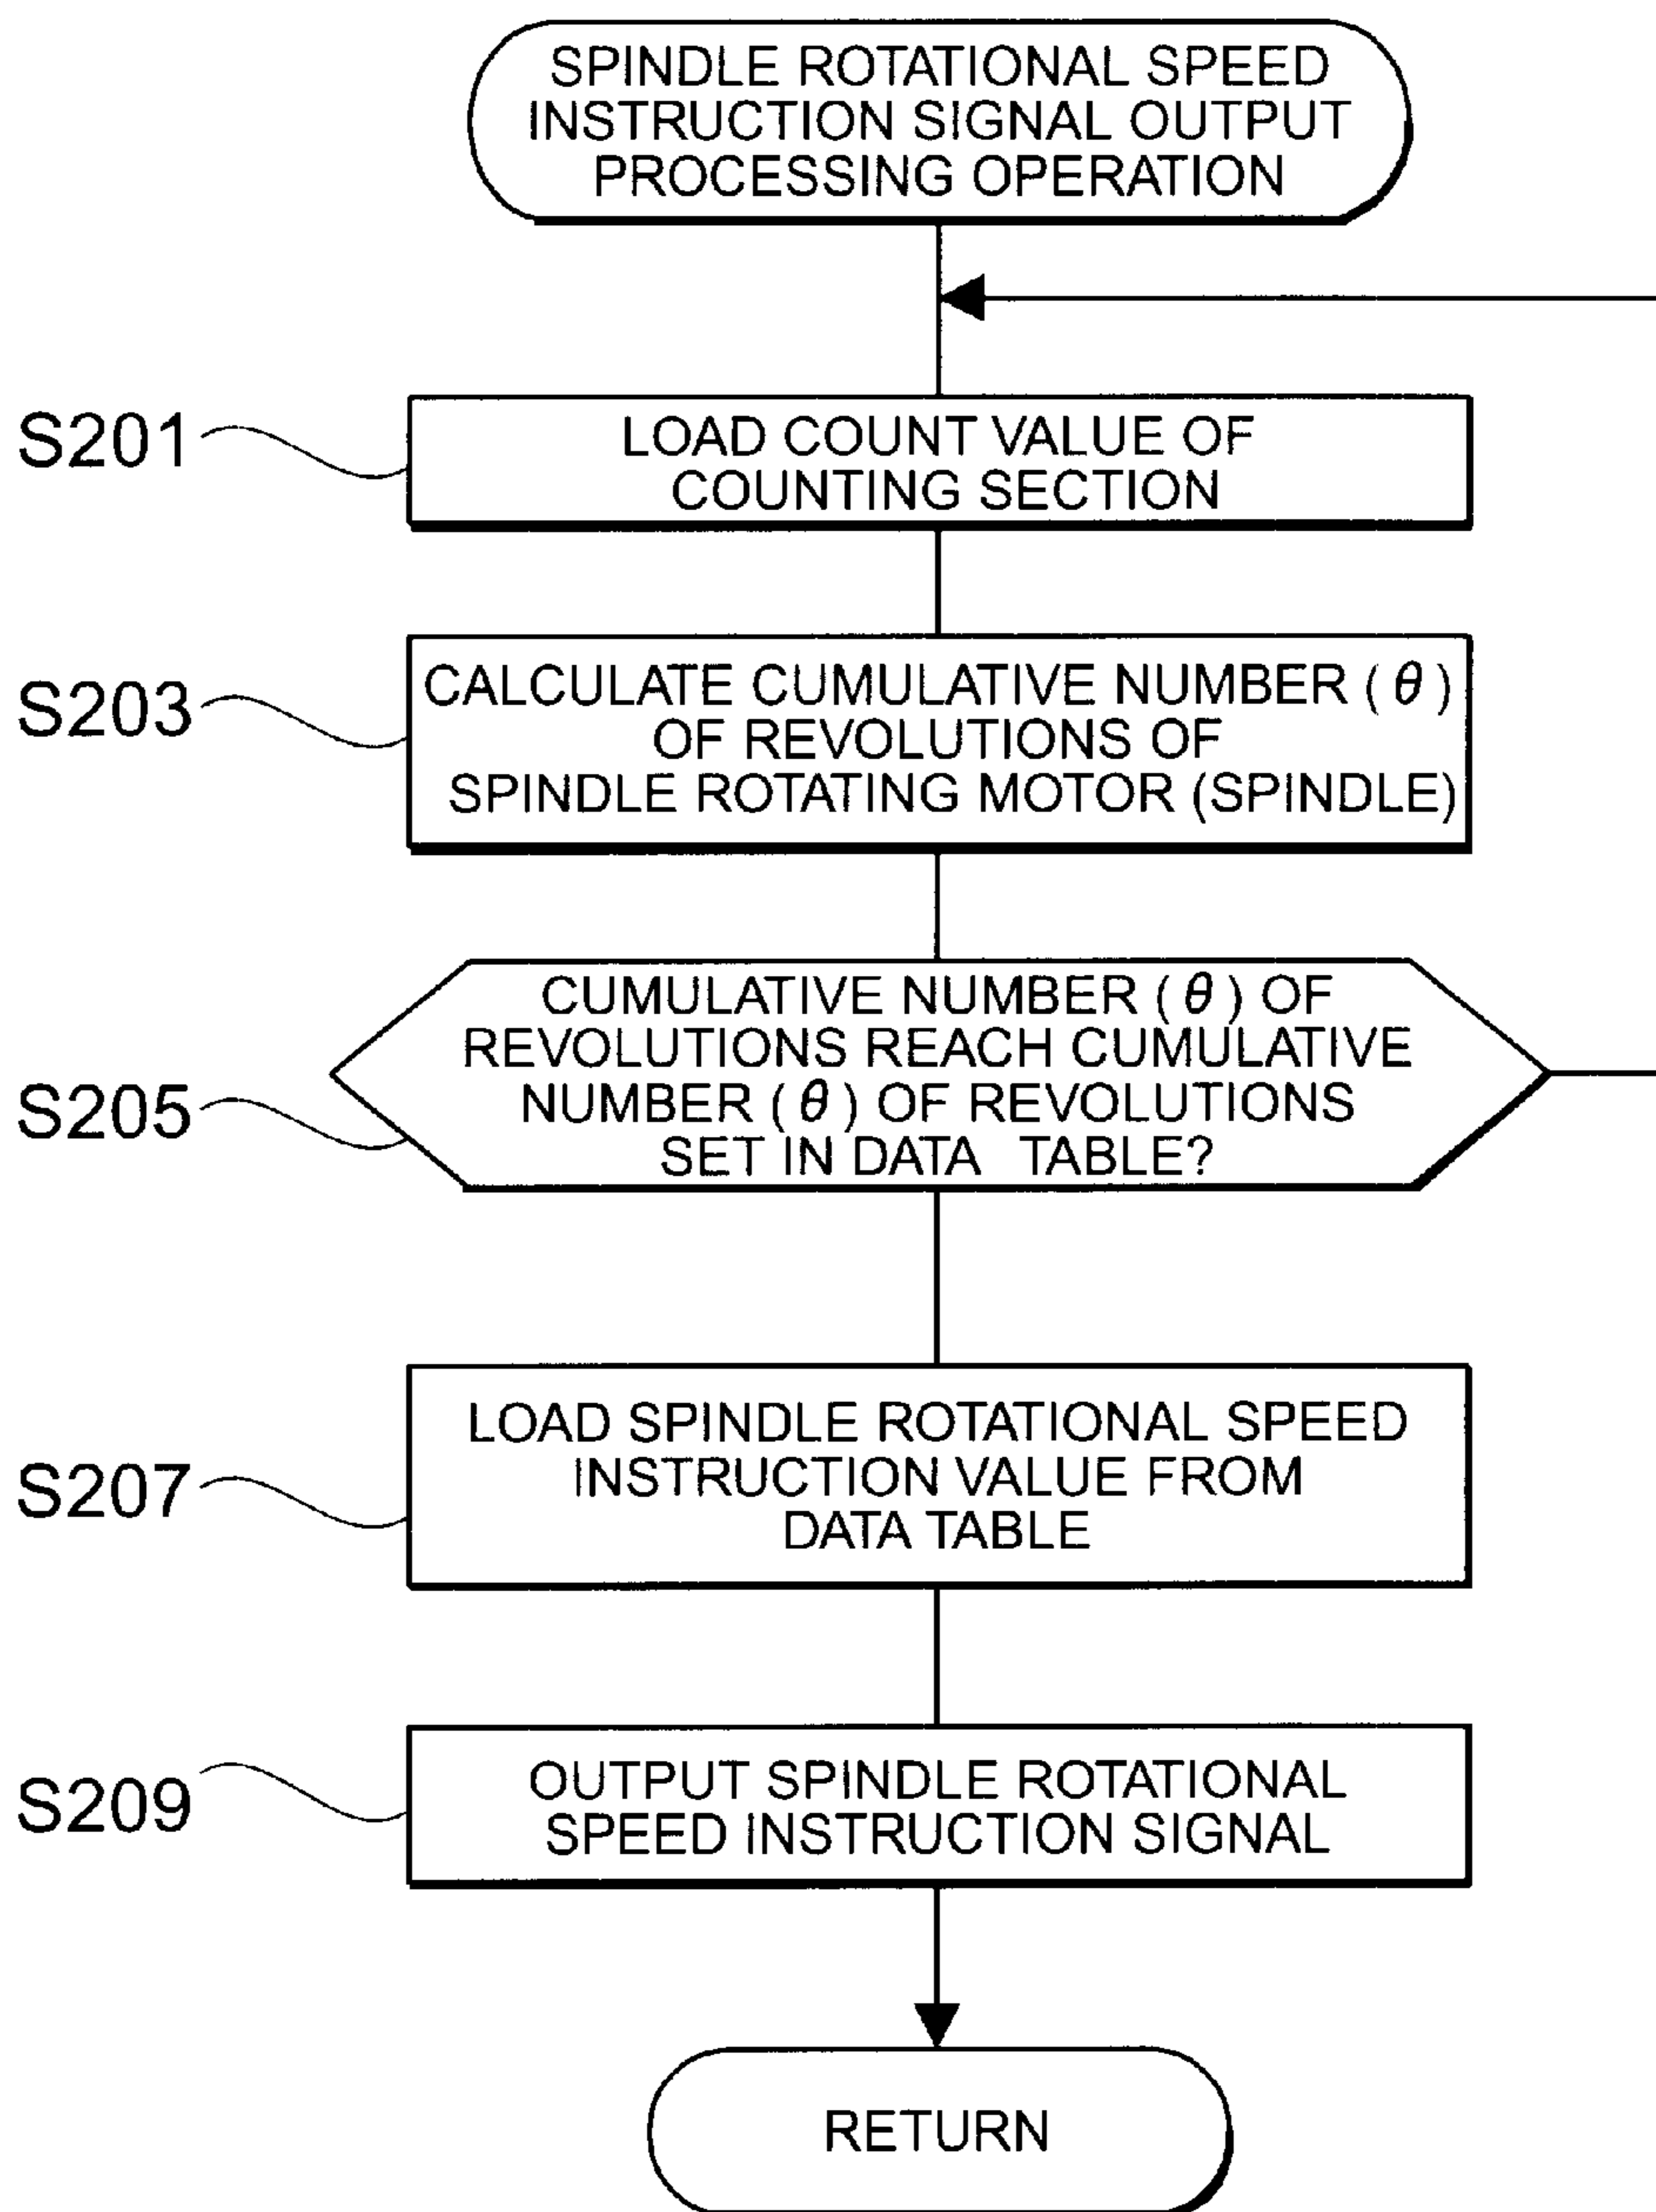 SPINDLE ROTATIONAL SPEED
INSTRUCTION SIGNAL OUTPUT
PROCESSING OPERATION
S201
LOAD COUNT VALUE OF
COUNTING SECTION
S203
CALCULATE CUMULATIVE NUMBER (θ)
OF REVOLUTIONS OF
SPINDLE ROTATING MOTOR (SPINDLE)
S205
CUMULATIVE NUMBER (θ) OF
REVOLUTIONS REACH CUMULATIVE
NUMBER (θ) OF REVOLUTIONS
SET IN DATA TABLE?
S207
LOAD SPINDLE ROTATIONAL SPEED
INSTRUCTION VALUE FROM
DATA TABLE
S209
OUTPUT SPINDLE ROTATIONAL
SPEED INSTRUCTION SIGNAL
RETURN